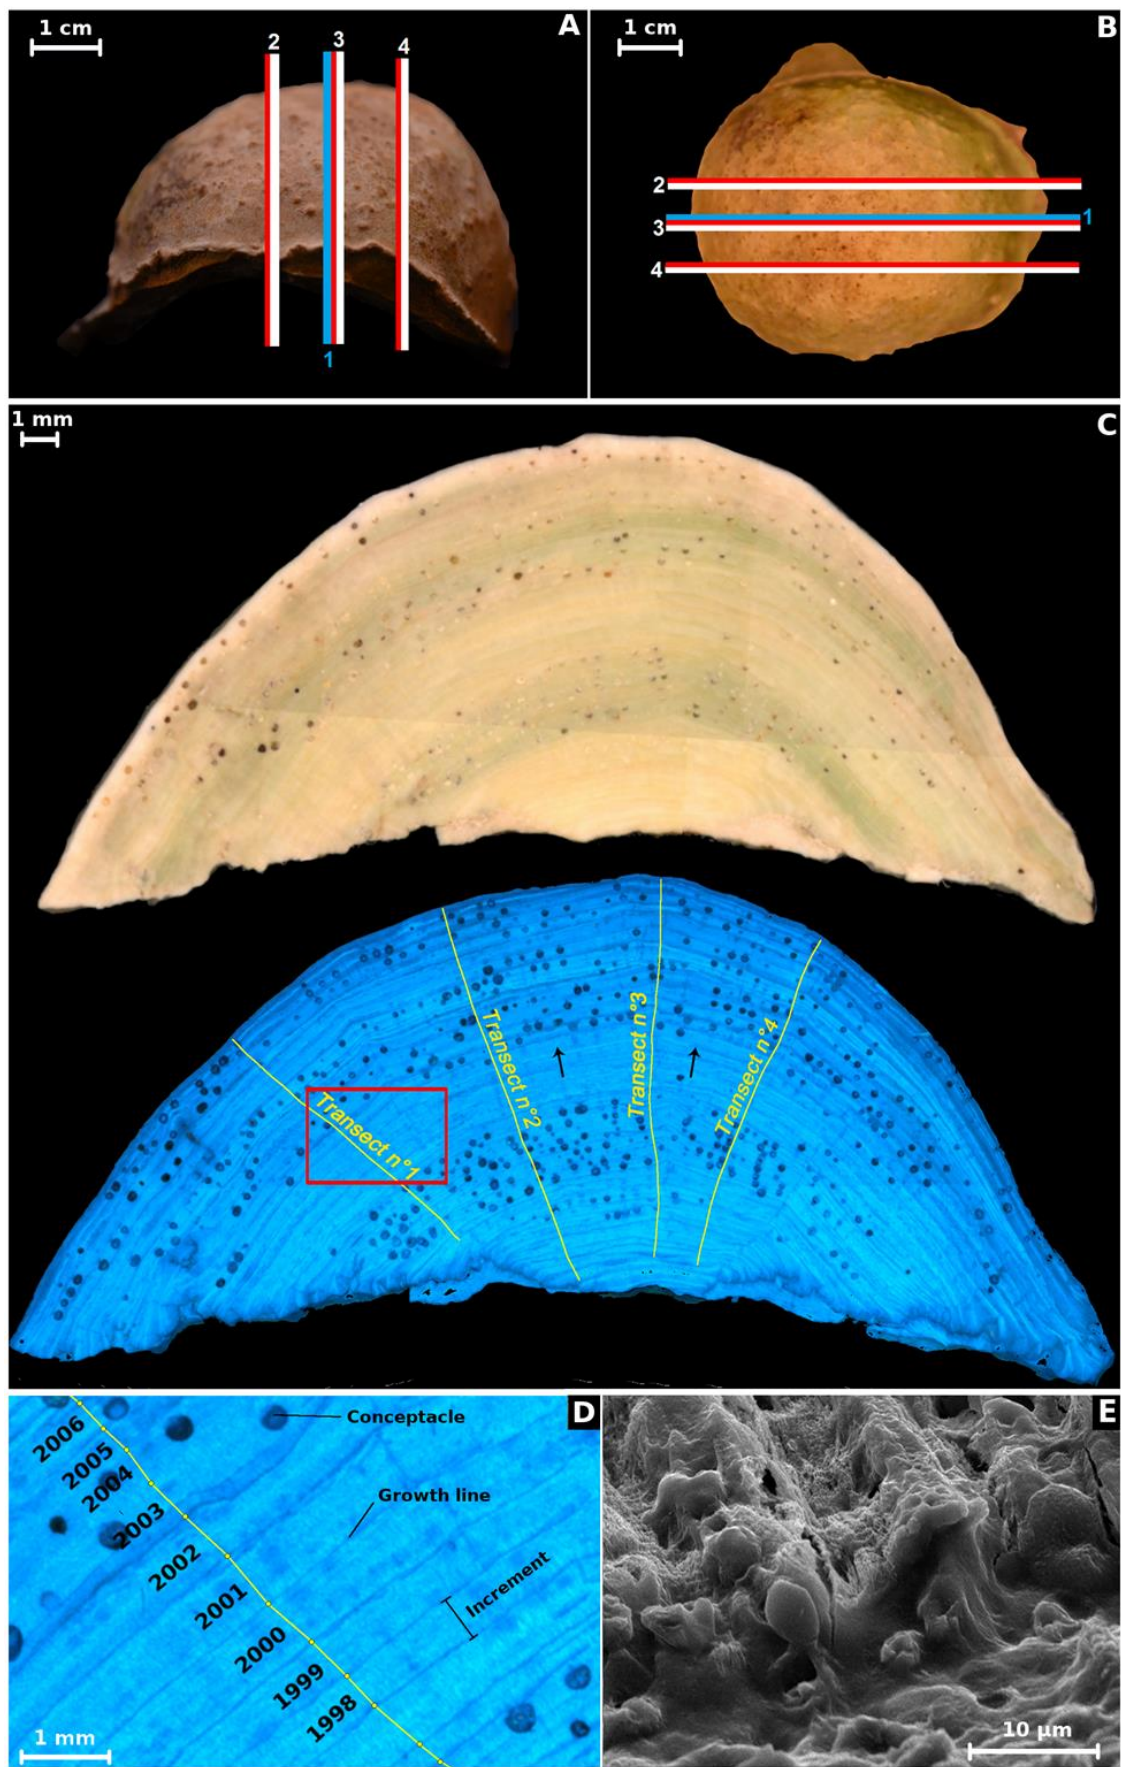 1 cm
A
2
3
4
1
1 cm
B
2
1
3
4
1 mm
C
Transect n°1
Transect n°2
Transect n°3
Transect n°4
D
2006
2005
2004
2003
2002
2001
2000
1999
1998
Conceptacle
Growth line
Increment
1 mm
E
10 µm